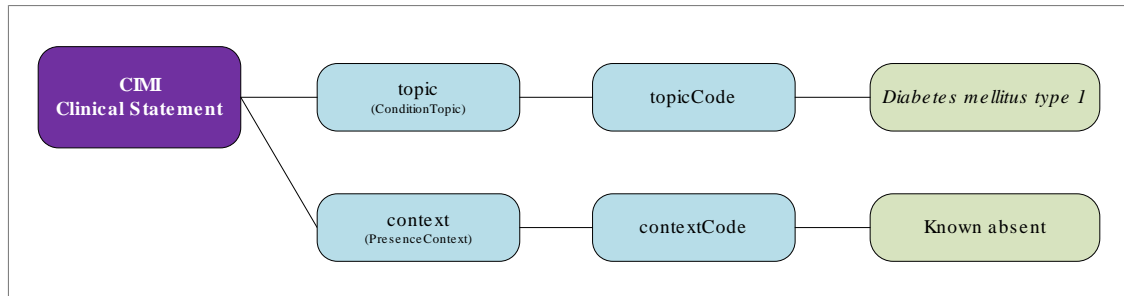 CIMI
Clinical Statement
topic
(ConditionTopic)
topicCode
Diabetes mellitus type 1
context
(PresenceContext)
contextCode
Known absent